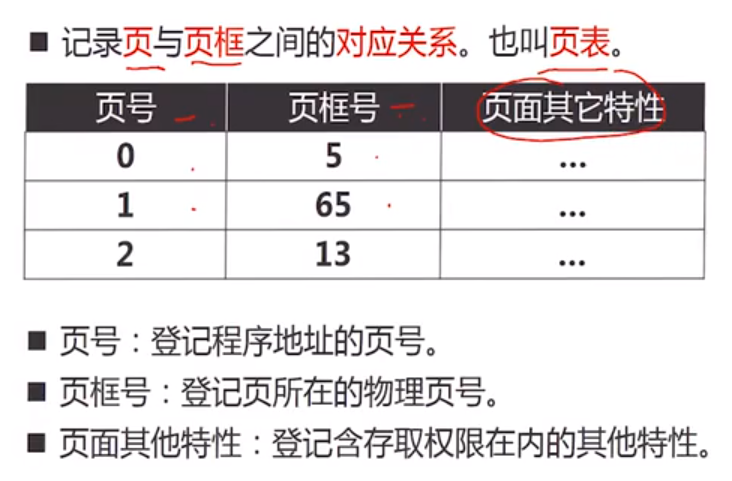 ■ 记录页与页框之间的对应关系。也叫页表。
页号 页框号 页面其它特性
0 5 ...
1 65 ...
2 13 ...
■ 页号：登记程序地址的页号。
■ 页框号：登记页所在的物理页号。
■ 页面其他特性：登记含存取权限在内的其他特性。